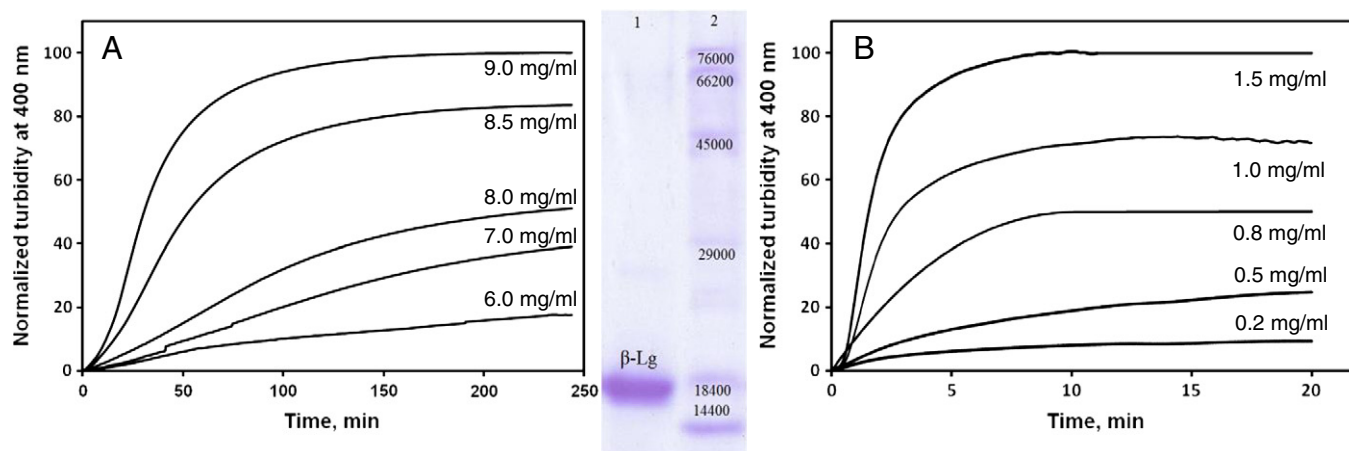 A
Normalized turbidity at 400 nm
100
80
60
40
20
0
9.0 mg/ml
8.5 mg/ml
8.0 mg/ml
7.0 mg/ml
6.0 mg/ml
0 50 100 150 200 250
Time, min
1 2
76000
66200
45000
29000
β-Lg
18400
14400
B
Normalized turbidity at 400 nm
100
80
60
40
20
0
1.5 mg/ml
1.0 mg/ml
0.8 mg/ml
0.5 mg/ml
0.2 mg/ml
0 5 10 15 20
Time, min